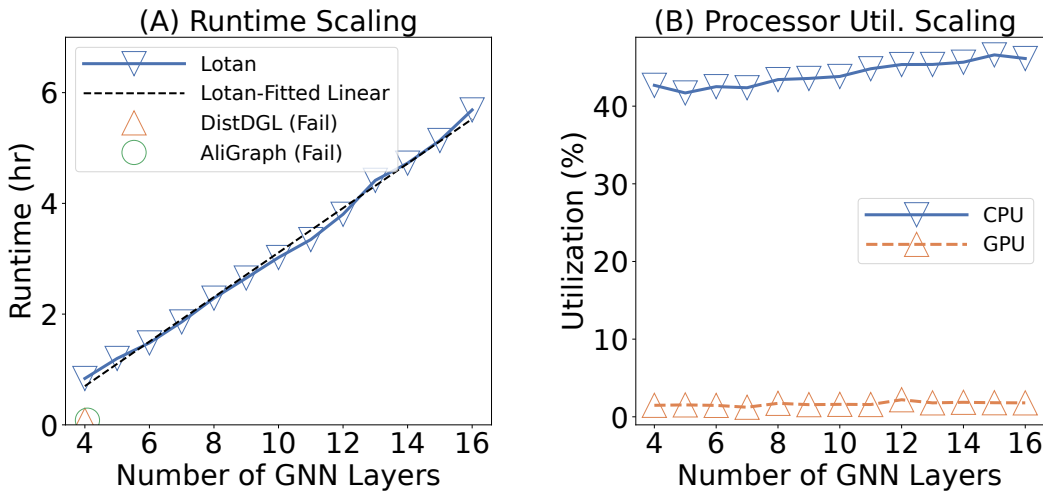 (A) Runtime Scaling
Runtime (hr)
6
4
2
0
Lotan
Lotan-Fitted Linear
DistDGL (Fail)
AliGraph (Fail)
4 6 8 10 12 14 16
Number of GNN Layers
(B) Processor Util. Scaling
Utilization (%)
40
30
20
10
0
CPU
GPU
4 6 8 10 12 14 16
Number of GNN Layers